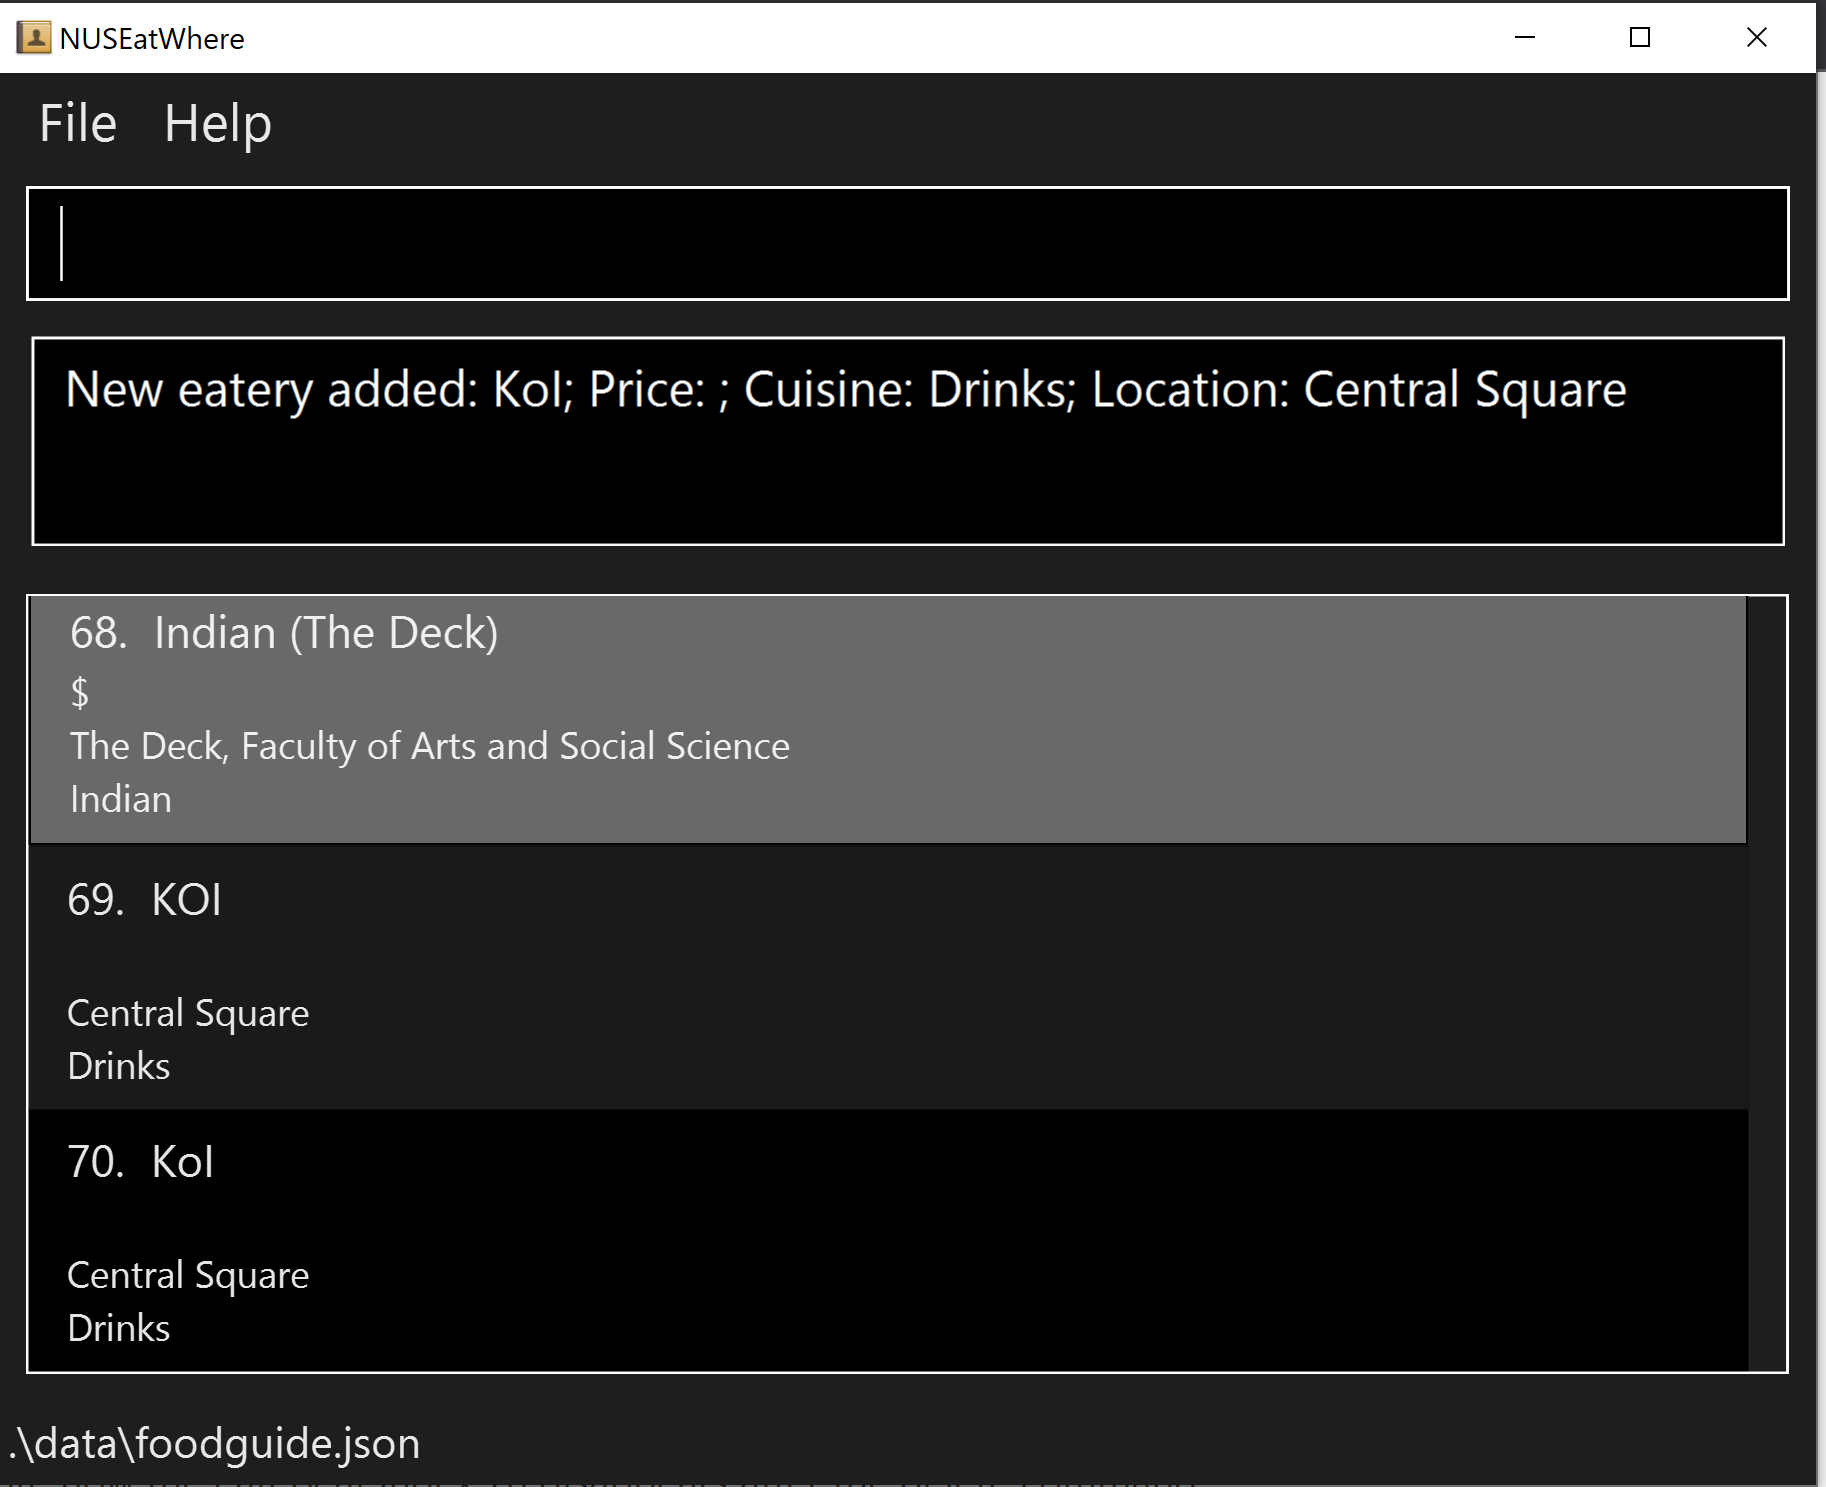 NUSEatWhere
File Help
New eatery added: KoI; Price: ; Cuisine: Drinks; Location: Central Square
68. Indian (The Deck)
$
The Deck, Faculty of Arts and Social Science
Indian
69. KOI
Central Square
Drinks
70. KoI
Central Square
Drinks
.\data\foodguide.json